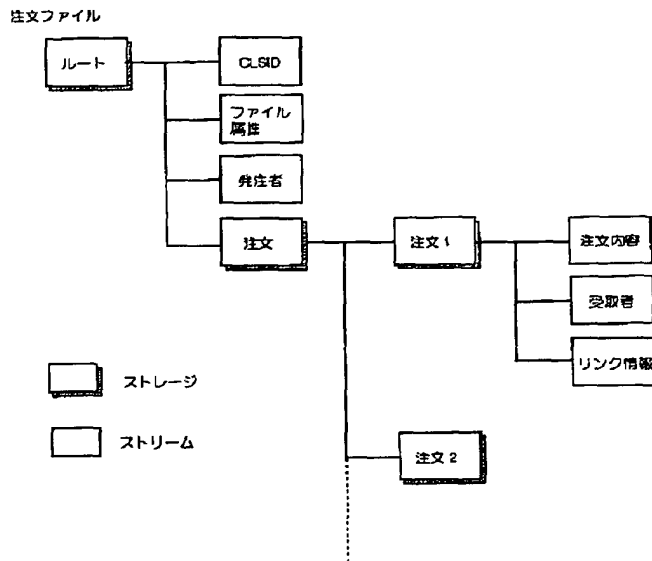 注文ファイル
ルート
CLSID
ファイル
属性
発注者
注文
注文1
注文内容
受取者
リンク情報
ストレージ
ストリーム
注文2